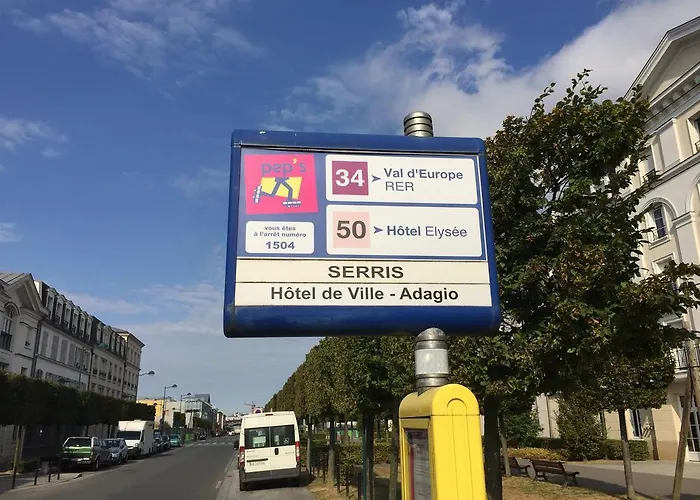 pep's
34 Val d'Europe
RER
50 Hôtel Elysée
vous êtes
à l'arrêt numéro
1504
SERRIS
Hôtel de Ville - Adagio